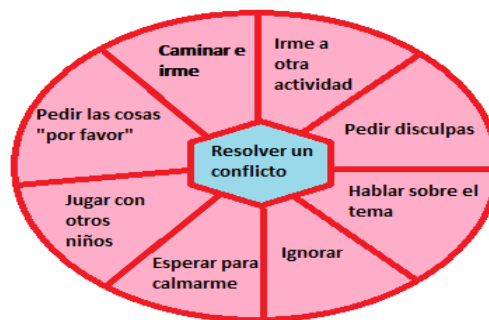 Resolver un
conflicto
Caminar e
irme
Irme a
otra
actividad
Pedir disculpas
Hablar sobre el
tema
Ignorar
Esperar para
calmarme
Jugar con
otros
niños
Pedir las cosas
"por favor"